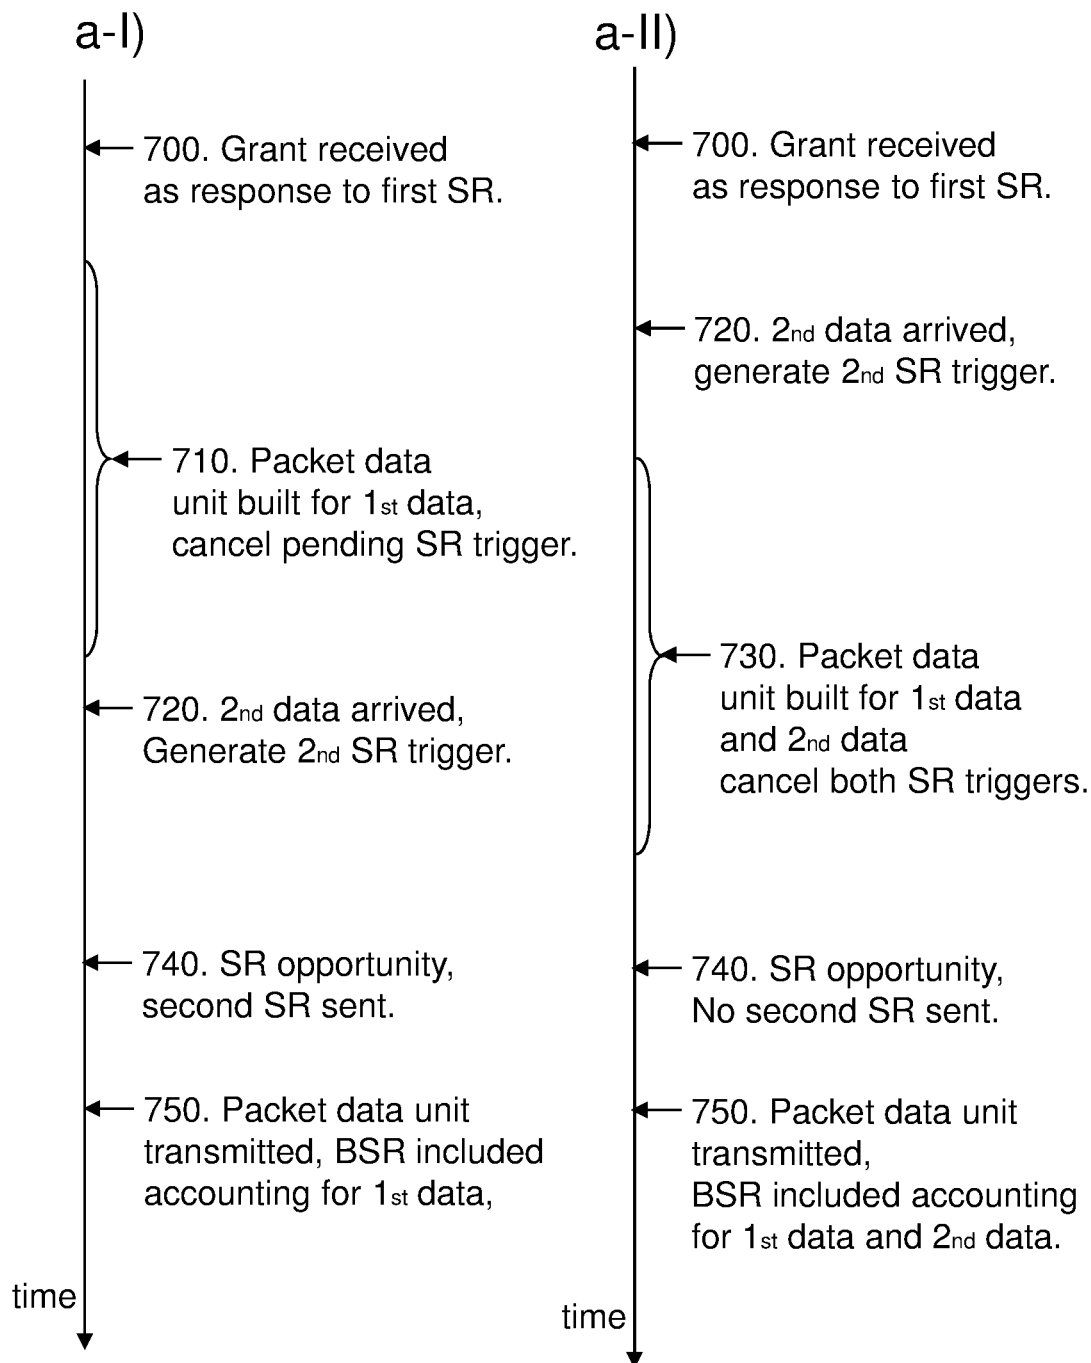 a-I)
700. Grant received
as response to first SR.
710. Packet data
unit built for 1st data,
cancel pending SR trigger.
720. 2nd data arrived,
Generate 2nd SR trigger.
740. SR opportunity,
second SR sent.
750. Packet data unit
transmitted, BSR included
accounting for 1st data,
time
a-II)
700. Grant received
as response to first SR.
720. 2nd data arrived,
generate 2nd SR trigger.
730. Packet data
unit built for 1st data
and 2nd data
cancel both SR triggers.
740. SR opportunity,
No second SR sent.
750. Packet data unit
transmitted,
BSR included accounting
for 1st data and 2nd data.
time